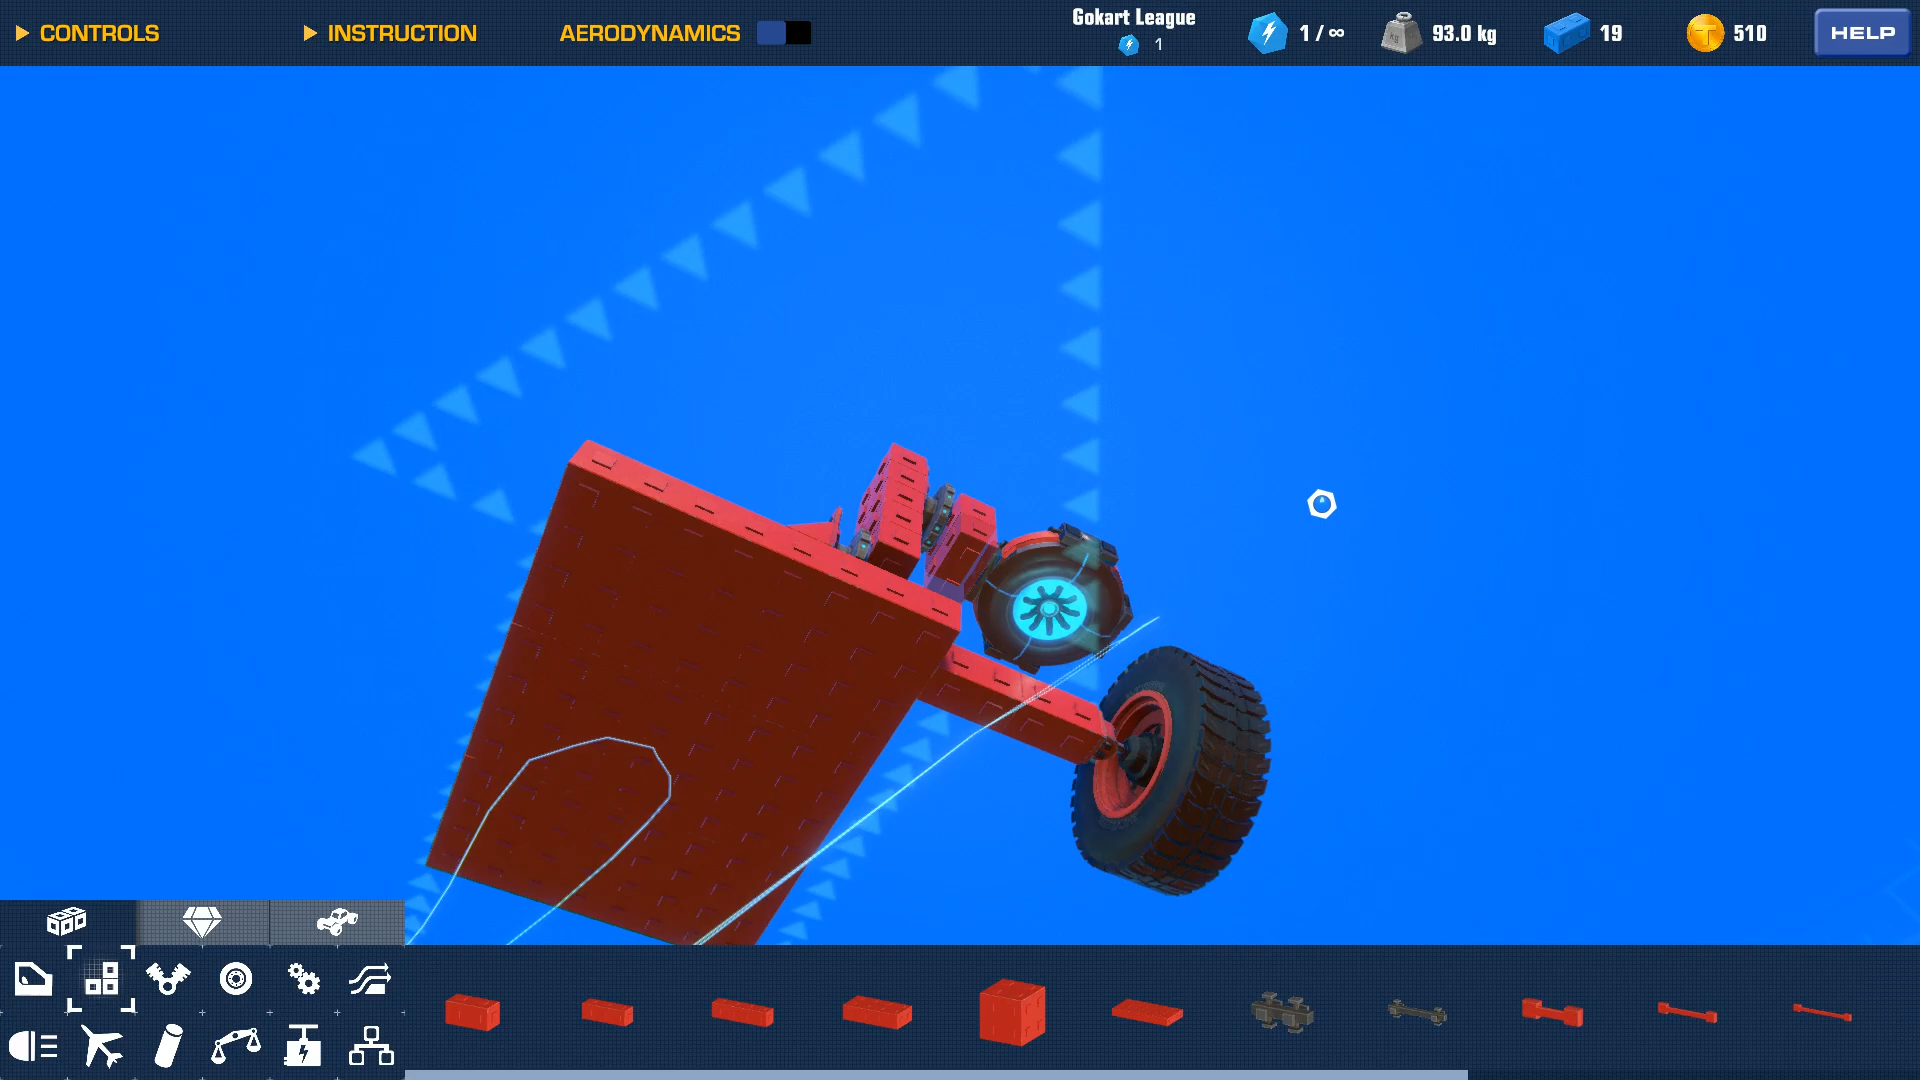 CONTROLS
INSTRUCTION
AERODYNAMICS
Gokart League
1
1 / ∞
93.0 kg
19
510
HELP